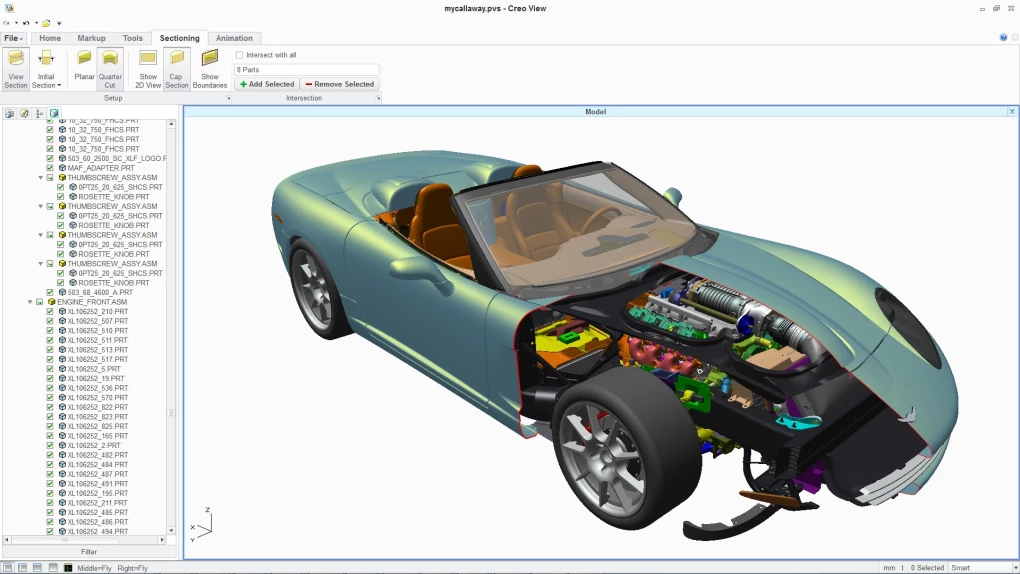 mycallaway.pvs - Creo View
File Home Markup Tools Sectioning Animation
View Section
Initial Section
Planar
Quarter Cut
Show 2D View
Cap Section
Show Boundaries
Intersect with all
8 Parts
Add Selected Remove Selected
Setup Intersection
Model
10_32_750_FHCS.PRT
10_32_750_FHCS.PRT
10_32_750_FHCS.PRT
10_32_750_FHCS.PRT
503_60_2500_SC_XLF_LOGO.F
MAF_ADAPTER.PRT
THUMBSCREW_ASSY.ASM
0PT25_20_625_SHCS.PRT
ROSETTE_KNOB.PRT
THUMBSCREW_ASSY.ASM
0PT25_20_625_SHCS.PRT
ROSETTE_KNOB.PRT
THUMBSCREW_ASSY.ASM
0PT25_20_625_SHCS.PRT
ROSETTE_KNOB.PRT
THUMBSCREW_ASSY.ASM
0PT25_20_625_SHCS.PRT
ROSETTE_KNOB.PRT
503_68_4600_A.PRT
ENGINE_FRONT.ASM
XL106252_210.PRT
XL106252_507.PRT
XL106252_510.PRT
XL106252_511.PRT
XL106252_513.PRT
XL106252_517.PRT
XL106252_5.PRT
XL106252_19.PRT
XL106252_536.PRT
XL106252_570.PRT
XL106252_822.PRT
XL106252_823.PRT
XL106252_825.PRT
XL106252_165.PRT
XL106252_2.PRT
XL106252_482.PRT
XL106252_484.PRT
XL106252_487.PRT
XL106252_491.PRT
XL106252_195.PRT
XL106252_211.PRT
XL106252_485.PRT
XL106252_486.PRT
XL106252_494.PRT
Z
X
Y
Filter
Middle=Fly Right=Fly
mm t 0 Selected Smart